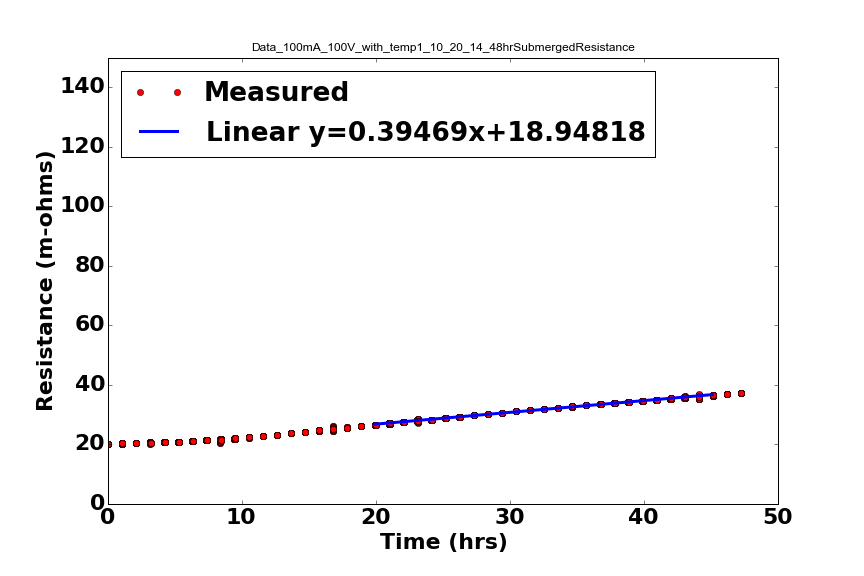 Data_100mA_100V_with_temp1_10_20_14_48hrSubmergedResistance
Measured
Linear y=0.39469x+18.94818
Resistance (m-ohms)
140
120
100
80
60
40
20
0
0 10 20 30 40 50
Time (hrs)